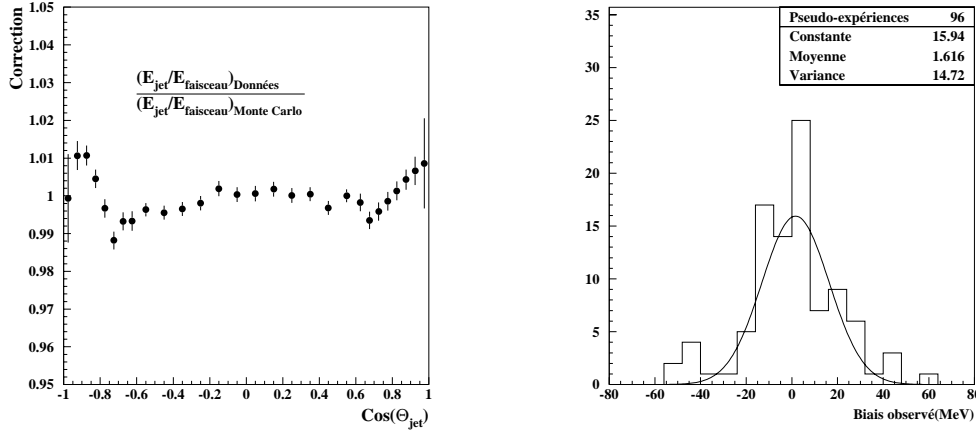 Correction
1.05
1.04
1.03
1.02
1.01
1
0.99
0.98
0.97
0.96
0.95
(E_jet/E_faisceau)_Données
(E_jet/E_faisceau)_Monte Carlo
-1 -0.8 -0.6 -0.4 -0.2 0 0.2 0.4 0.6 0.8 1
Cos(Θ_jet)
35
30
25
20
15
10
5
0
Pseudo-expériences 96
Constante 15.94
Moyenne 1.616
Variance 14.72
-80 -60 -40 -20 0 20 40 60 80
Biais observé(MeV)